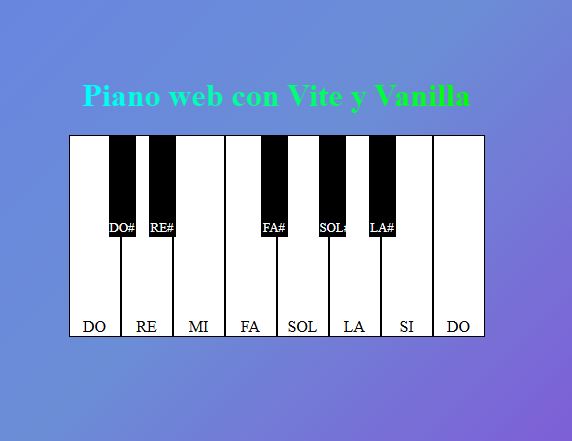 Piano web con Vite y Vanilla
DO# RE# FA# SOL# LA#
DO RE MI FA SOL LA SI DO